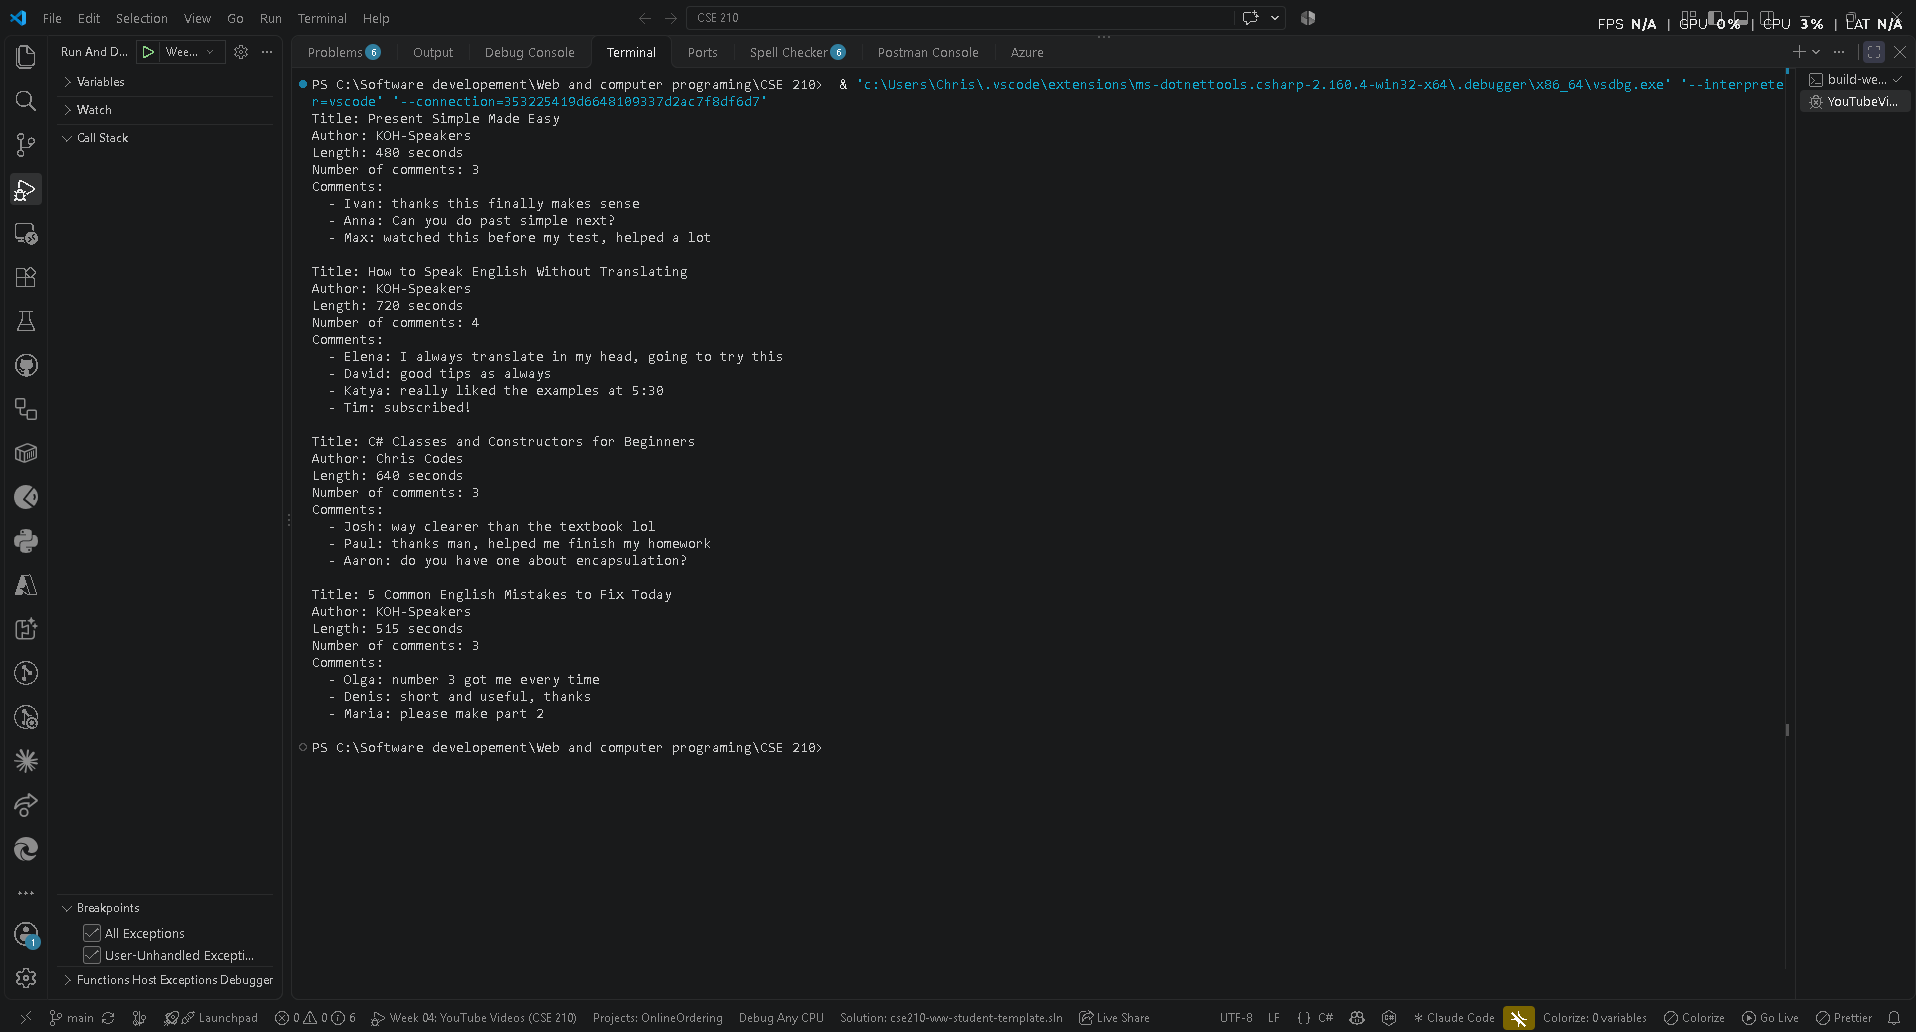 File Edit Selection View Go Run Terminal Help
CSE 210
FPS N/A | GPU 0% | CPU 3% | LAT N/A
Run And D... Wee...
Problems 6 Output Debug Console Terminal Ports Spell Checker 6 Postman Console Azure
Variables
Watch
Call Stack
PS C:\Software developement\Web and computer programing\CSE 210> & 'c:\Users\Chris\.vscode\extensions\ms-dotnettools.csharp-2.160.4-win32-x64\.debugger\x86_64\vsdbg.exe' '--interprete
r=vscode' '--connection=353225419d6648109337d2ac7f8df6d7'
Title: Present Simple Made Easy
Author: KOH-Speakers
Length: 480 seconds
Number of comments: 3
Comments:
- Ivan: thanks this finally makes sense
- Anna: Can you do past simple next?
- Max: watched this before my test, helped a lot
Title: How to Speak English Without Translating
Author: KOH-Speakers
Length: 720 seconds
Number of comments: 4
Comments:
- Elena: I always translate in my head, going to try this
- David: good tips as always
- Katya: really liked the examples at 5:30
- Tim: subscribed!
Title: C# Classes and Constructors for Beginners
Author: Chris Codes
Length: 640 seconds
Number of comments: 3
Comments:
- Josh: way clearer than the textbook lol
- Paul: thanks man, helped me finish my homework
- Aaron: do you have one about encapsulation?
Title: 5 Common English Mistakes to Fix Today
Author: KOH-Speakers
Length: 515 seconds
Number of comments: 3
Comments:
- Olga: number 3 got me every time
- Denis: short and useful, thanks
- Maria: please make part 2
PS C:\Software developement\Web and computer programing\CSE 210>
build-we...
YouTubeVi...
Breakpoints
All Exceptions
User-Unhandled Excepti...
Functions Host Exceptions Debugger
1
main Launchpad 0 0 6 Week 04: YouTube Videos (CSE 210) Projects: OnlineOrdering Debug Any CPU Solution: cse210-ww-student-template.sln Live Share UTF-8 LF {} C# Claude Code Colorize: 0 variables Colorize Go Live Prettier